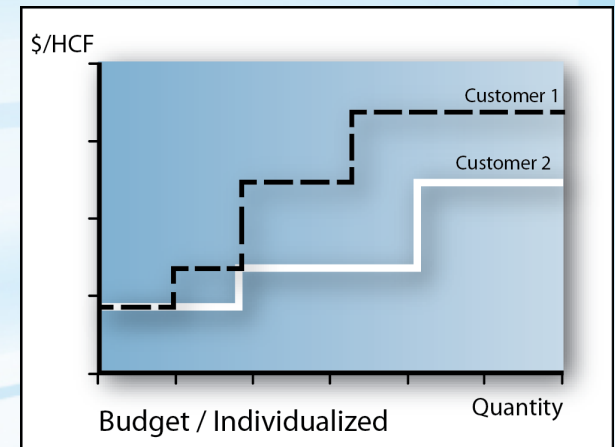 $/HCF
Customer 1
Customer 2
Quantity
Budget / Individualized